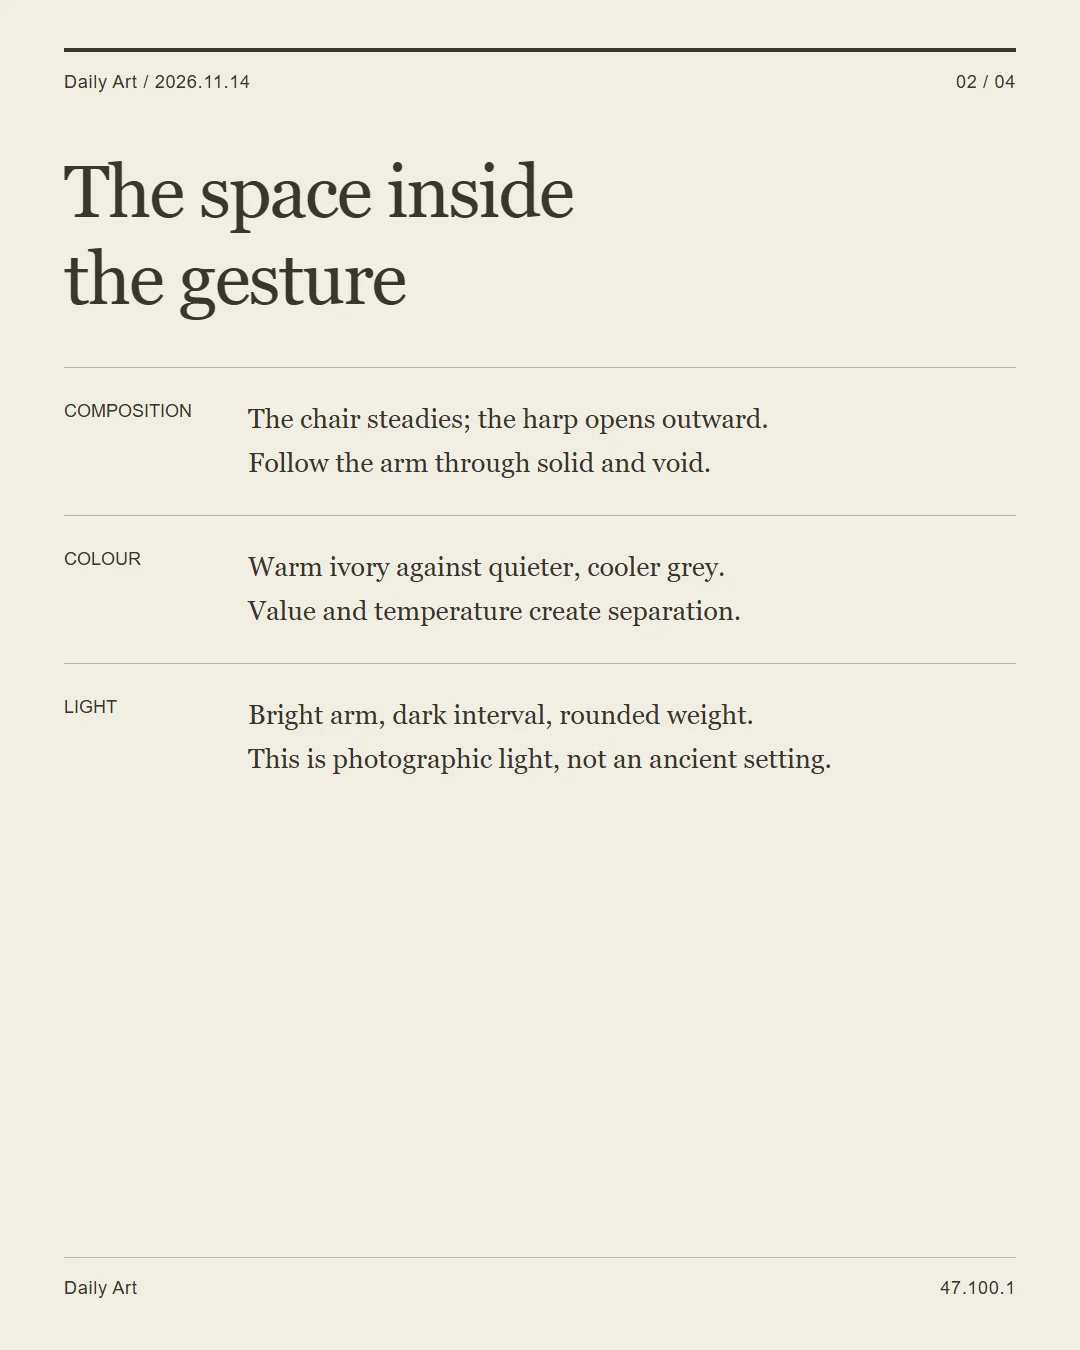 Daily Art / 2026.11.14
02 / 04
The space inside
the gesture
COMPOSITION
The chair steadies; the harp opens outward.
Follow the arm through solid and void.
COLOUR
Warm ivory against quieter, cooler grey.
Value and temperature create separation.
LIGHT
Bright arm, dark interval, rounded weight.
This is photographic light, not an ancient setting.
Daily Art
47.100.1